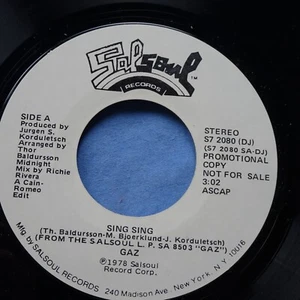 Salsoul
RECORDS
TM
SIDE A
Produced by
Jurgen S.
Korduletsch
Arranged by
Thor
Baldursson
Midnight
Mix by Richie
Rivera
A Cain-
Romeo
Edit
STEREO
S7 2080 (DJ)
(S7 2080 SA-DJ)
PROMOTIONAL
COPY
NOT FOR SALE
3:02
ASCAP
SING SING
(Th. Baldursson-M. Bjoerklund-J. Korduletsch)
(FROM THE SALSOUL L. P. SA 8503 "GAZ")
GAZ
℗ 1978 Salsoul
Record Corp.
Mfg by SALSOUL RECORDS, 240 Madison Ave. New York, N.Y. 10016